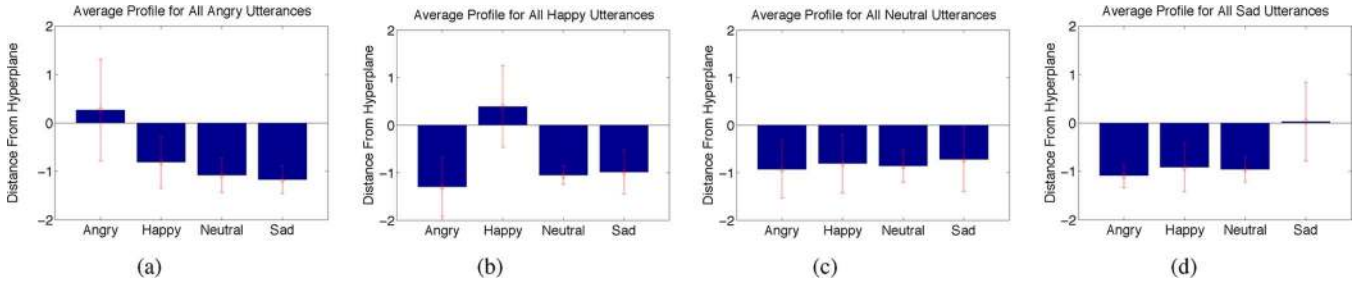 Average Profile for All Angry Utterances
Distance From Hyperplane
2
1
0
−1
−2
Angry Happy Neutral Sad
(a)
Average Profile for All Happy Utterances
Distance From Hyperplane
2
1
0
−1
−2
Angry Happy Neutral Sad
(b)
Average Profile for All Neutral Utterances
Distance From Hyperplane
2
1
0
−1
−2
Angry Happy Neutral Sad
(c)
Average Profile for All Sad Utterances
Distance From Hyperplane
2
1
0
−1
−2
Angry Happy Neutral Sad
(d)